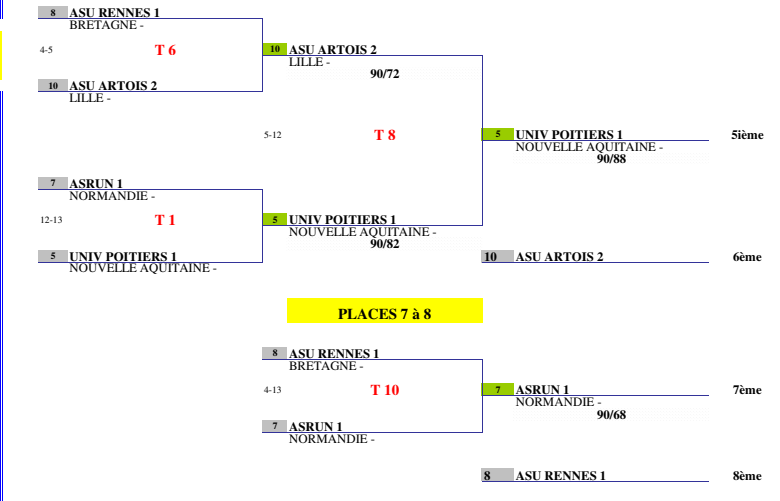 8 ASU RENNES 1
BRETAGNE -
4-5 T 6
10 ASU ARTOIS 2
LILLE -
90/72
10 ASU ARTOIS 2
LILLE -
5-12 T 8
5 UNIV POITIERS 1 5ième
NOUVELLE AQUITAINE -
90/88
7 ASRUN 1
NORMANDIE -
12-13 T 1
5 UNIV POITIERS 1
NOUVELLE AQUITAINE -
90/82
5 UNIV POITIERS 1
NOUVELLE AQUITAINE -
10 ASU ARTOIS 2 6ème
PLACES 7 à 8
8 ASU RENNES 1
BRETAGNE -
4-13 T 10
7 ASRUN 1 7ème
NORMANDIE -
90/68
7 ASRUN 1
NORMANDIE -
8 ASU RENNES 1 8ème